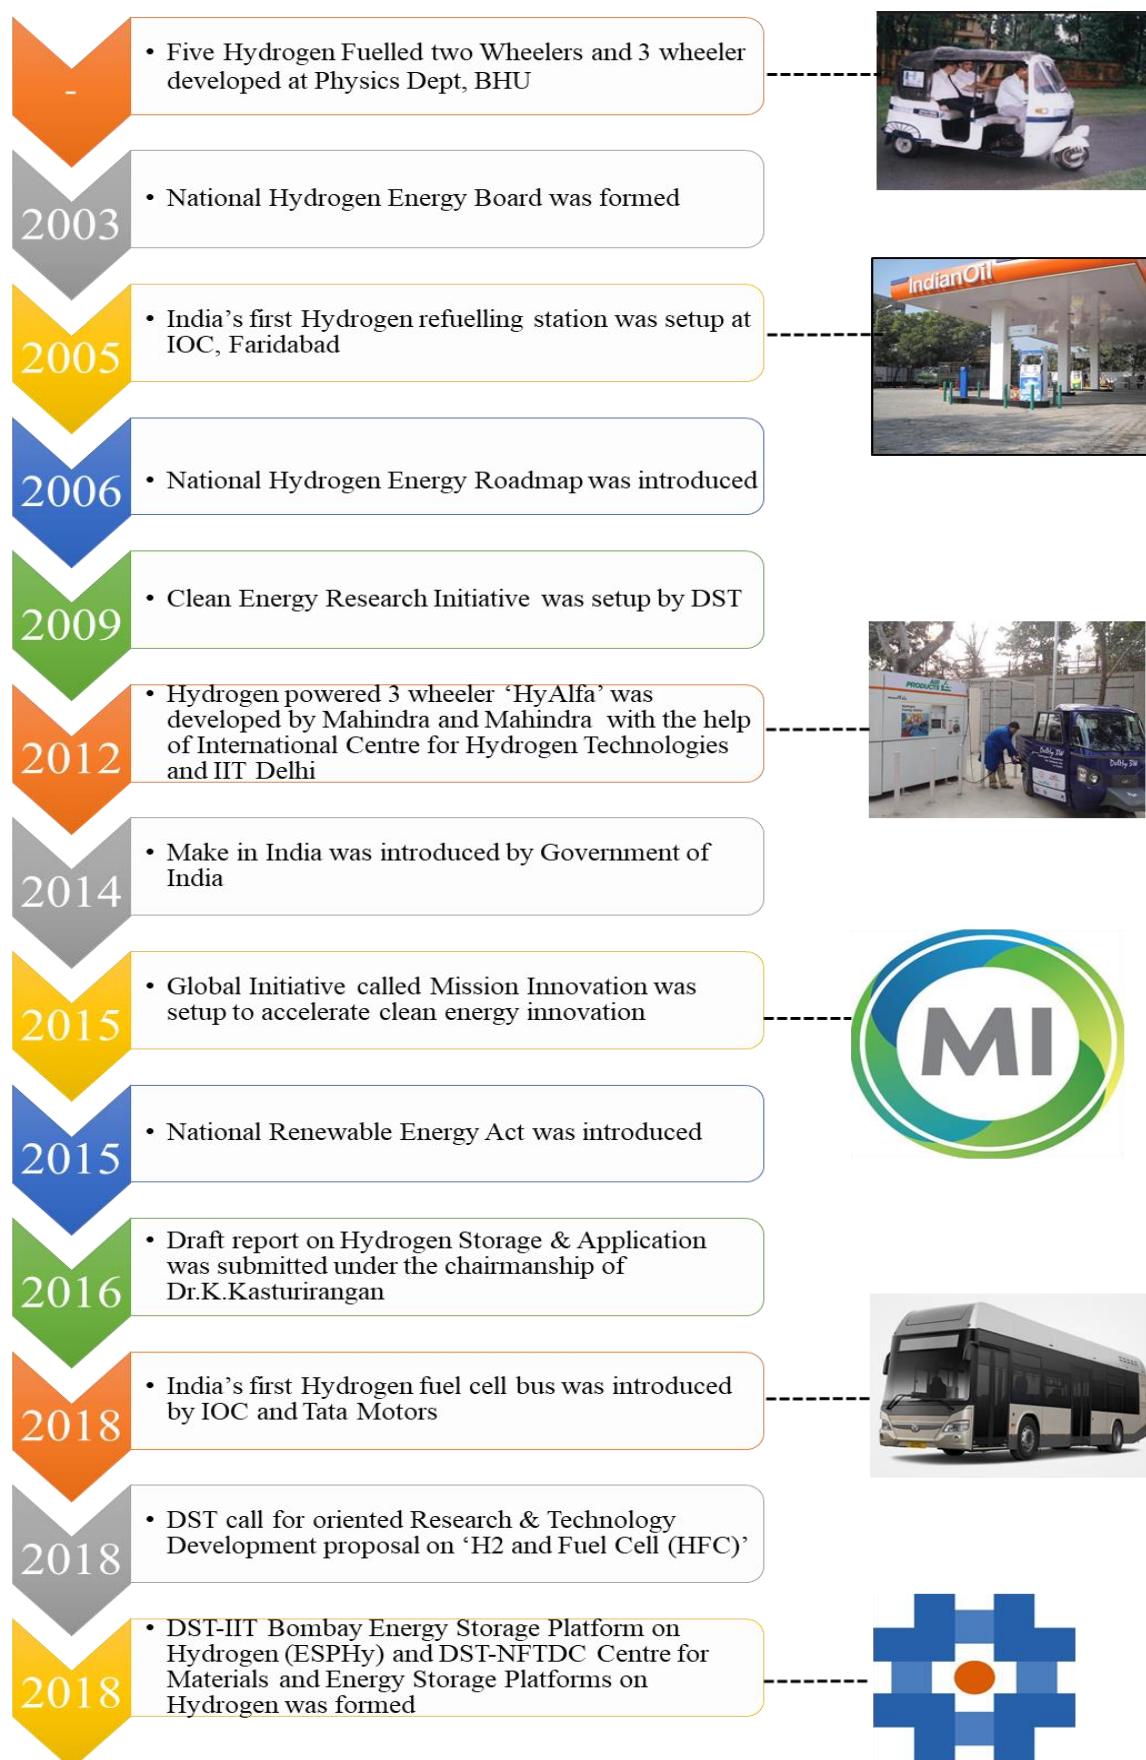 -
• Five Hydrogen Fuelled two Wheelers and 3 wheeler
developed at Physics Dept, BHU
2003
• National Hydrogen Energy Board was formed
2005
• India’s first Hydrogen refuelling station was setup at
IOC, Faridabad
IndianOil
2006
• National Hydrogen Energy Roadmap was introduced
2009
• Clean Energy Research Initiative was setup by DST
2012
• Hydrogen powered 3 wheeler ‘HyAlfa’ was
developed by Mahindra and Mahindra with the help
of International Centre for Hydrogen Technologies
and IIT Delhi
AIR
PRODUCTS
DelHy 3W
DelHy 3W
2014
• Make in India was introduced by Government of
India
2015
• Global Initiative called Mission Innovation was
setup to accelerate clean energy innovation
MI
2015
• National Renewable Energy Act was introduced
2016
• Draft report on Hydrogen Storage & Application
was submitted under the chairmanship of
Dr.K.Kasturirangan
2018
• India’s first Hydrogen fuel cell bus was introduced
by IOC and Tata Motors
2018
• DST call for oriented Research & Technology
Development proposal on ‘H2 and Fuel Cell (HFC)’
2018
• DST-IIT Bombay Energy Storage Platform on
Hydrogen (ESPHy) and DST-NFTDC Centre for
Materials and Energy Storage Platforms on
Hydrogen was formed